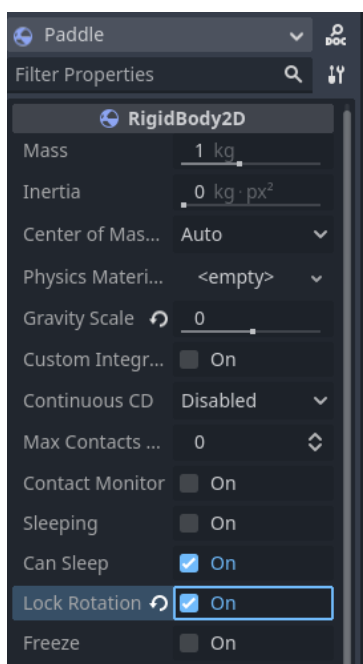 Paddle
DOC
Filter Properties
RigidBody2D
Mass 1 kg
Inertia 0 kg·px²
Center of Mas... Auto
Physics Materi... <empty>
Gravity Scale 0
Custom Integr... On
Continuous CD Disabled
Max Contacts ... 0
Contact Monitor On
Sleeping On
Can Sleep On
Lock Rotation On
Freeze On